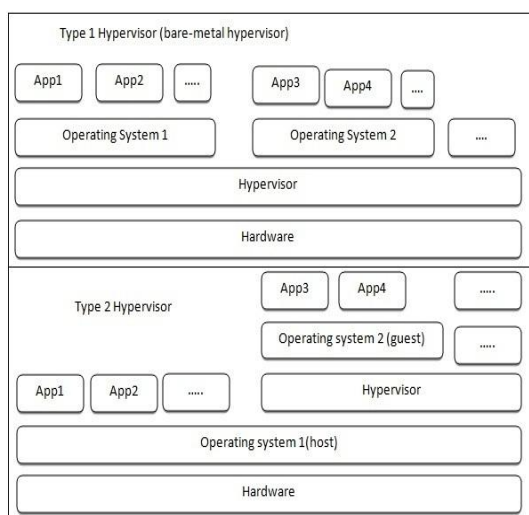 Type 1 Hypervisor (bare-metal hypervisor)
App1 App2 ..... App3 App4 ....
Operating System 1 Operating System 2 ....
Hypervisor
Hardware
Type 2 Hypervisor
App3 App4 .....
Operating system 2 (guest) .....
App1 App2 ..... Hypervisor
Operating system 1(host)
Hardware